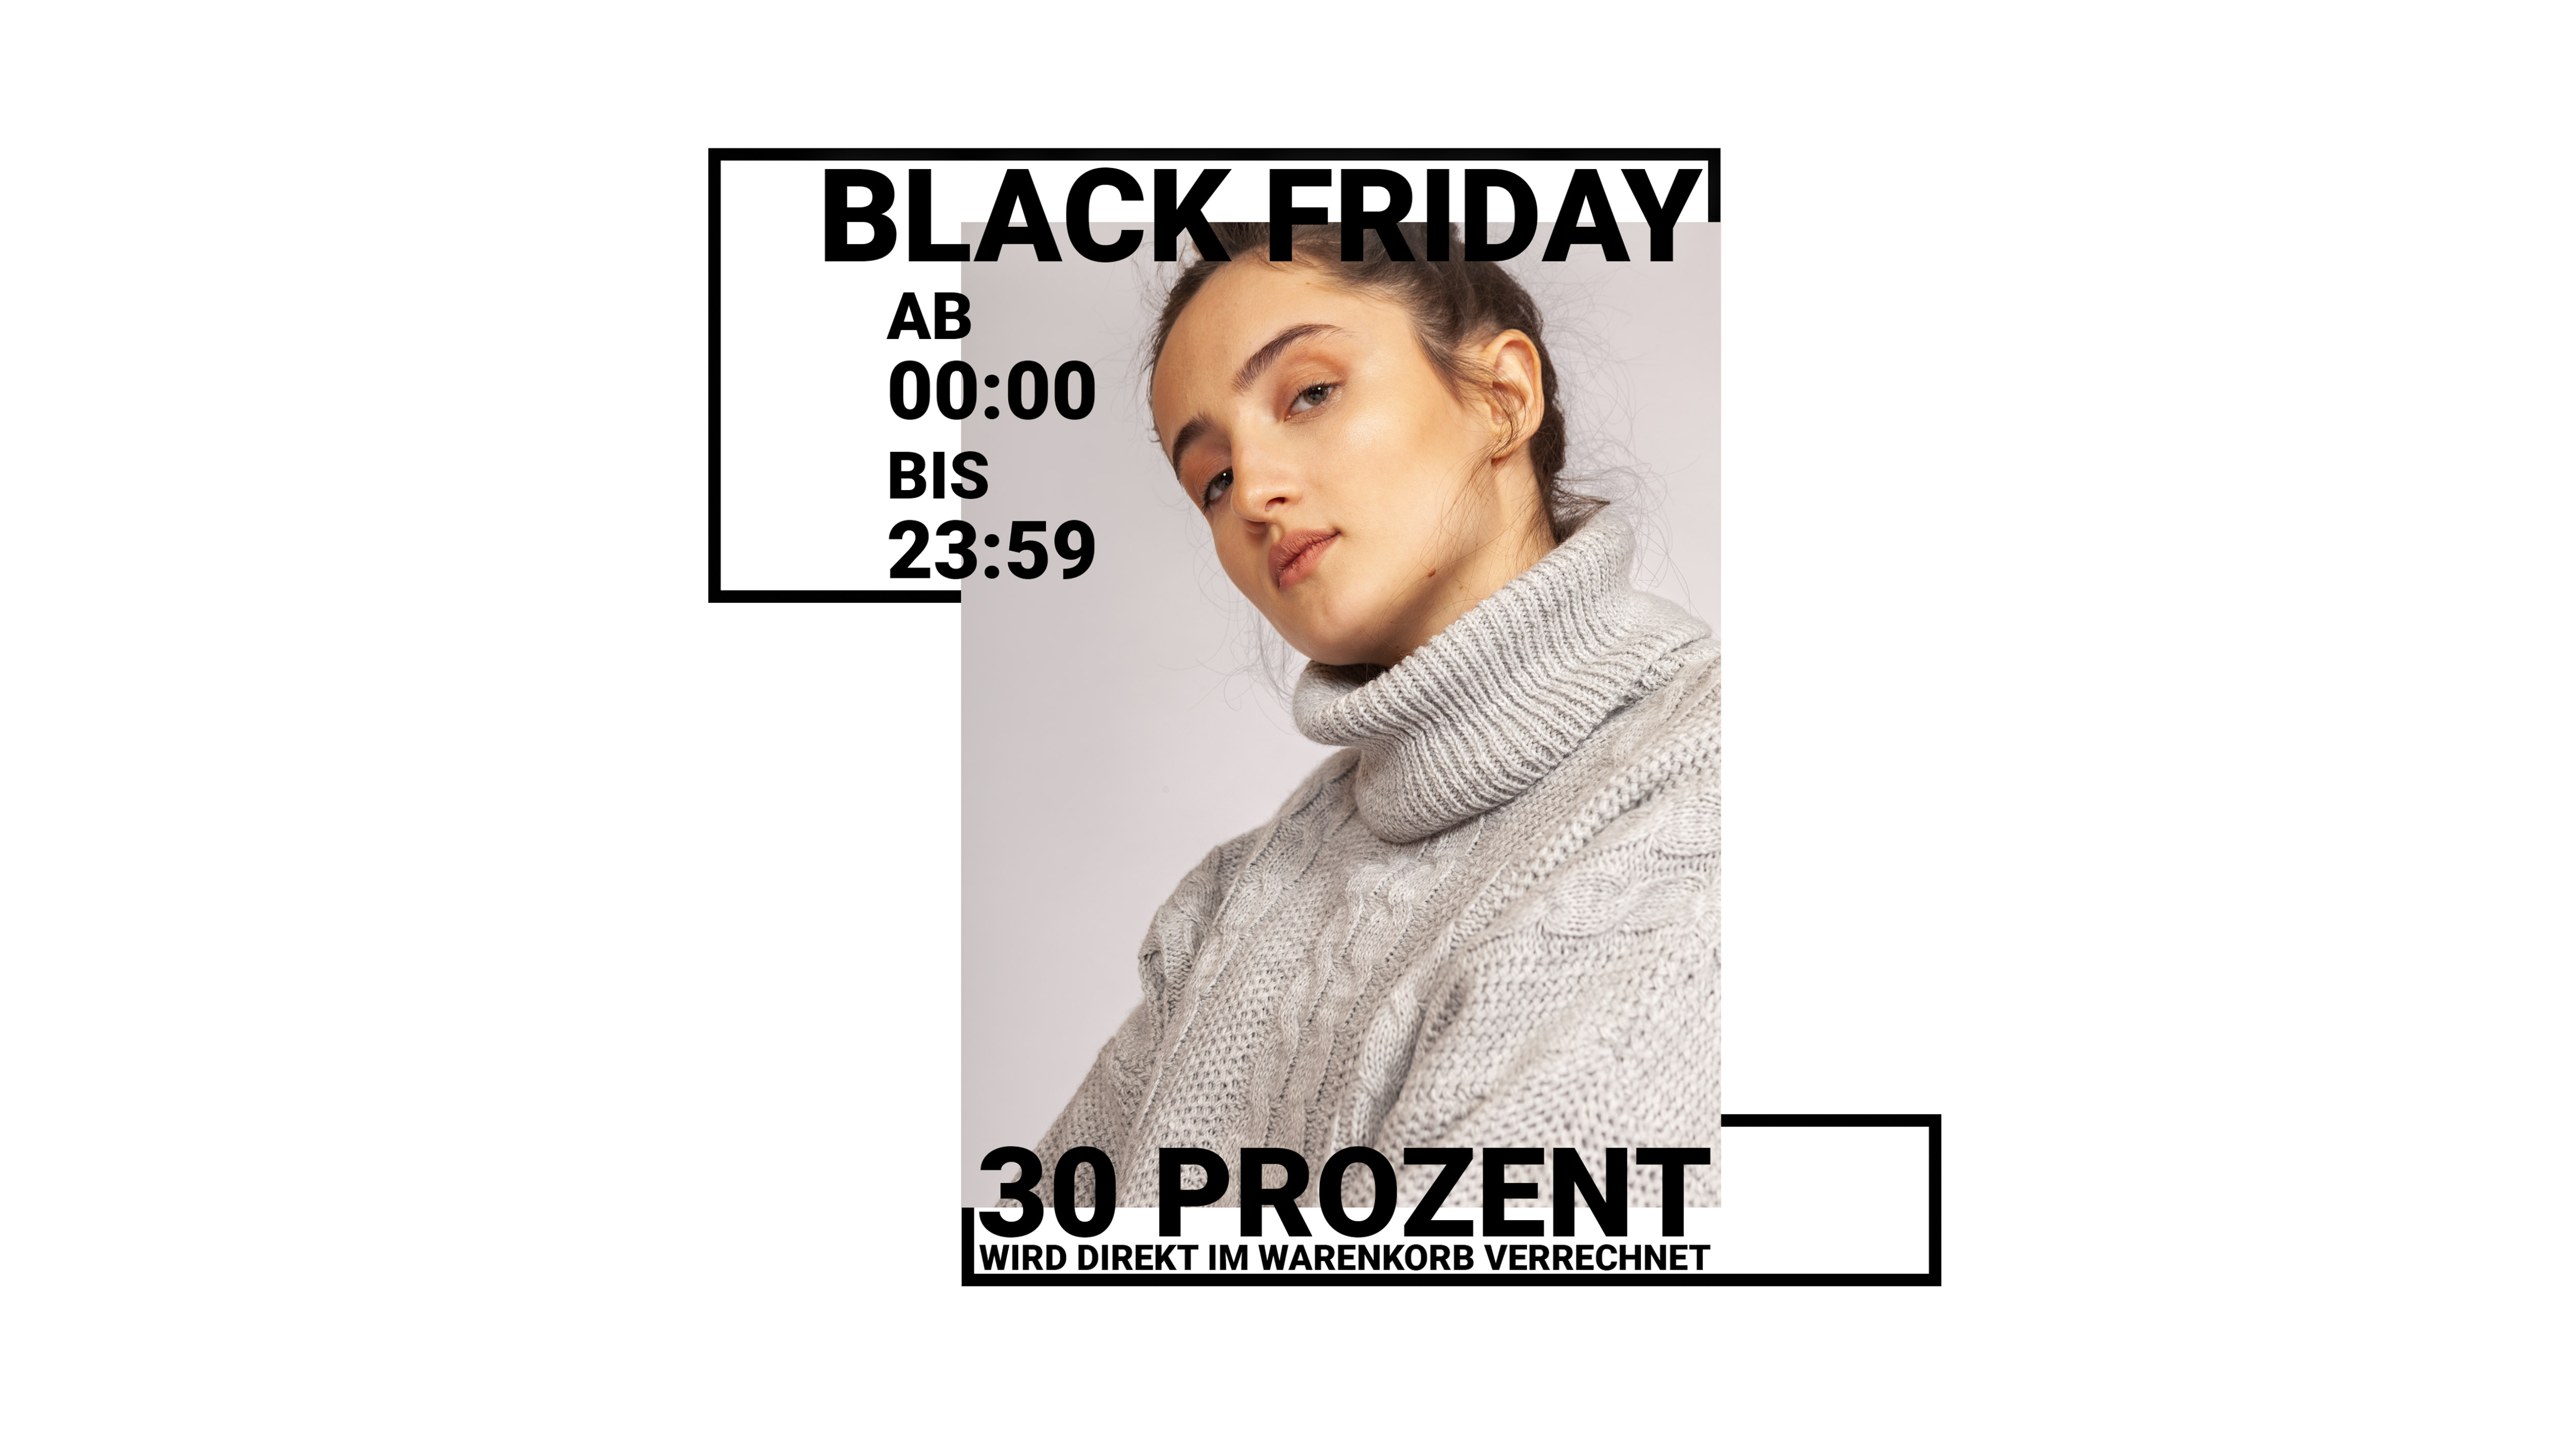 BLACK FRIDAY
AB
00:00
BIS
23:59
30 PROZENT
WIRD DIREKT IM WARENKORB VERRECHNET